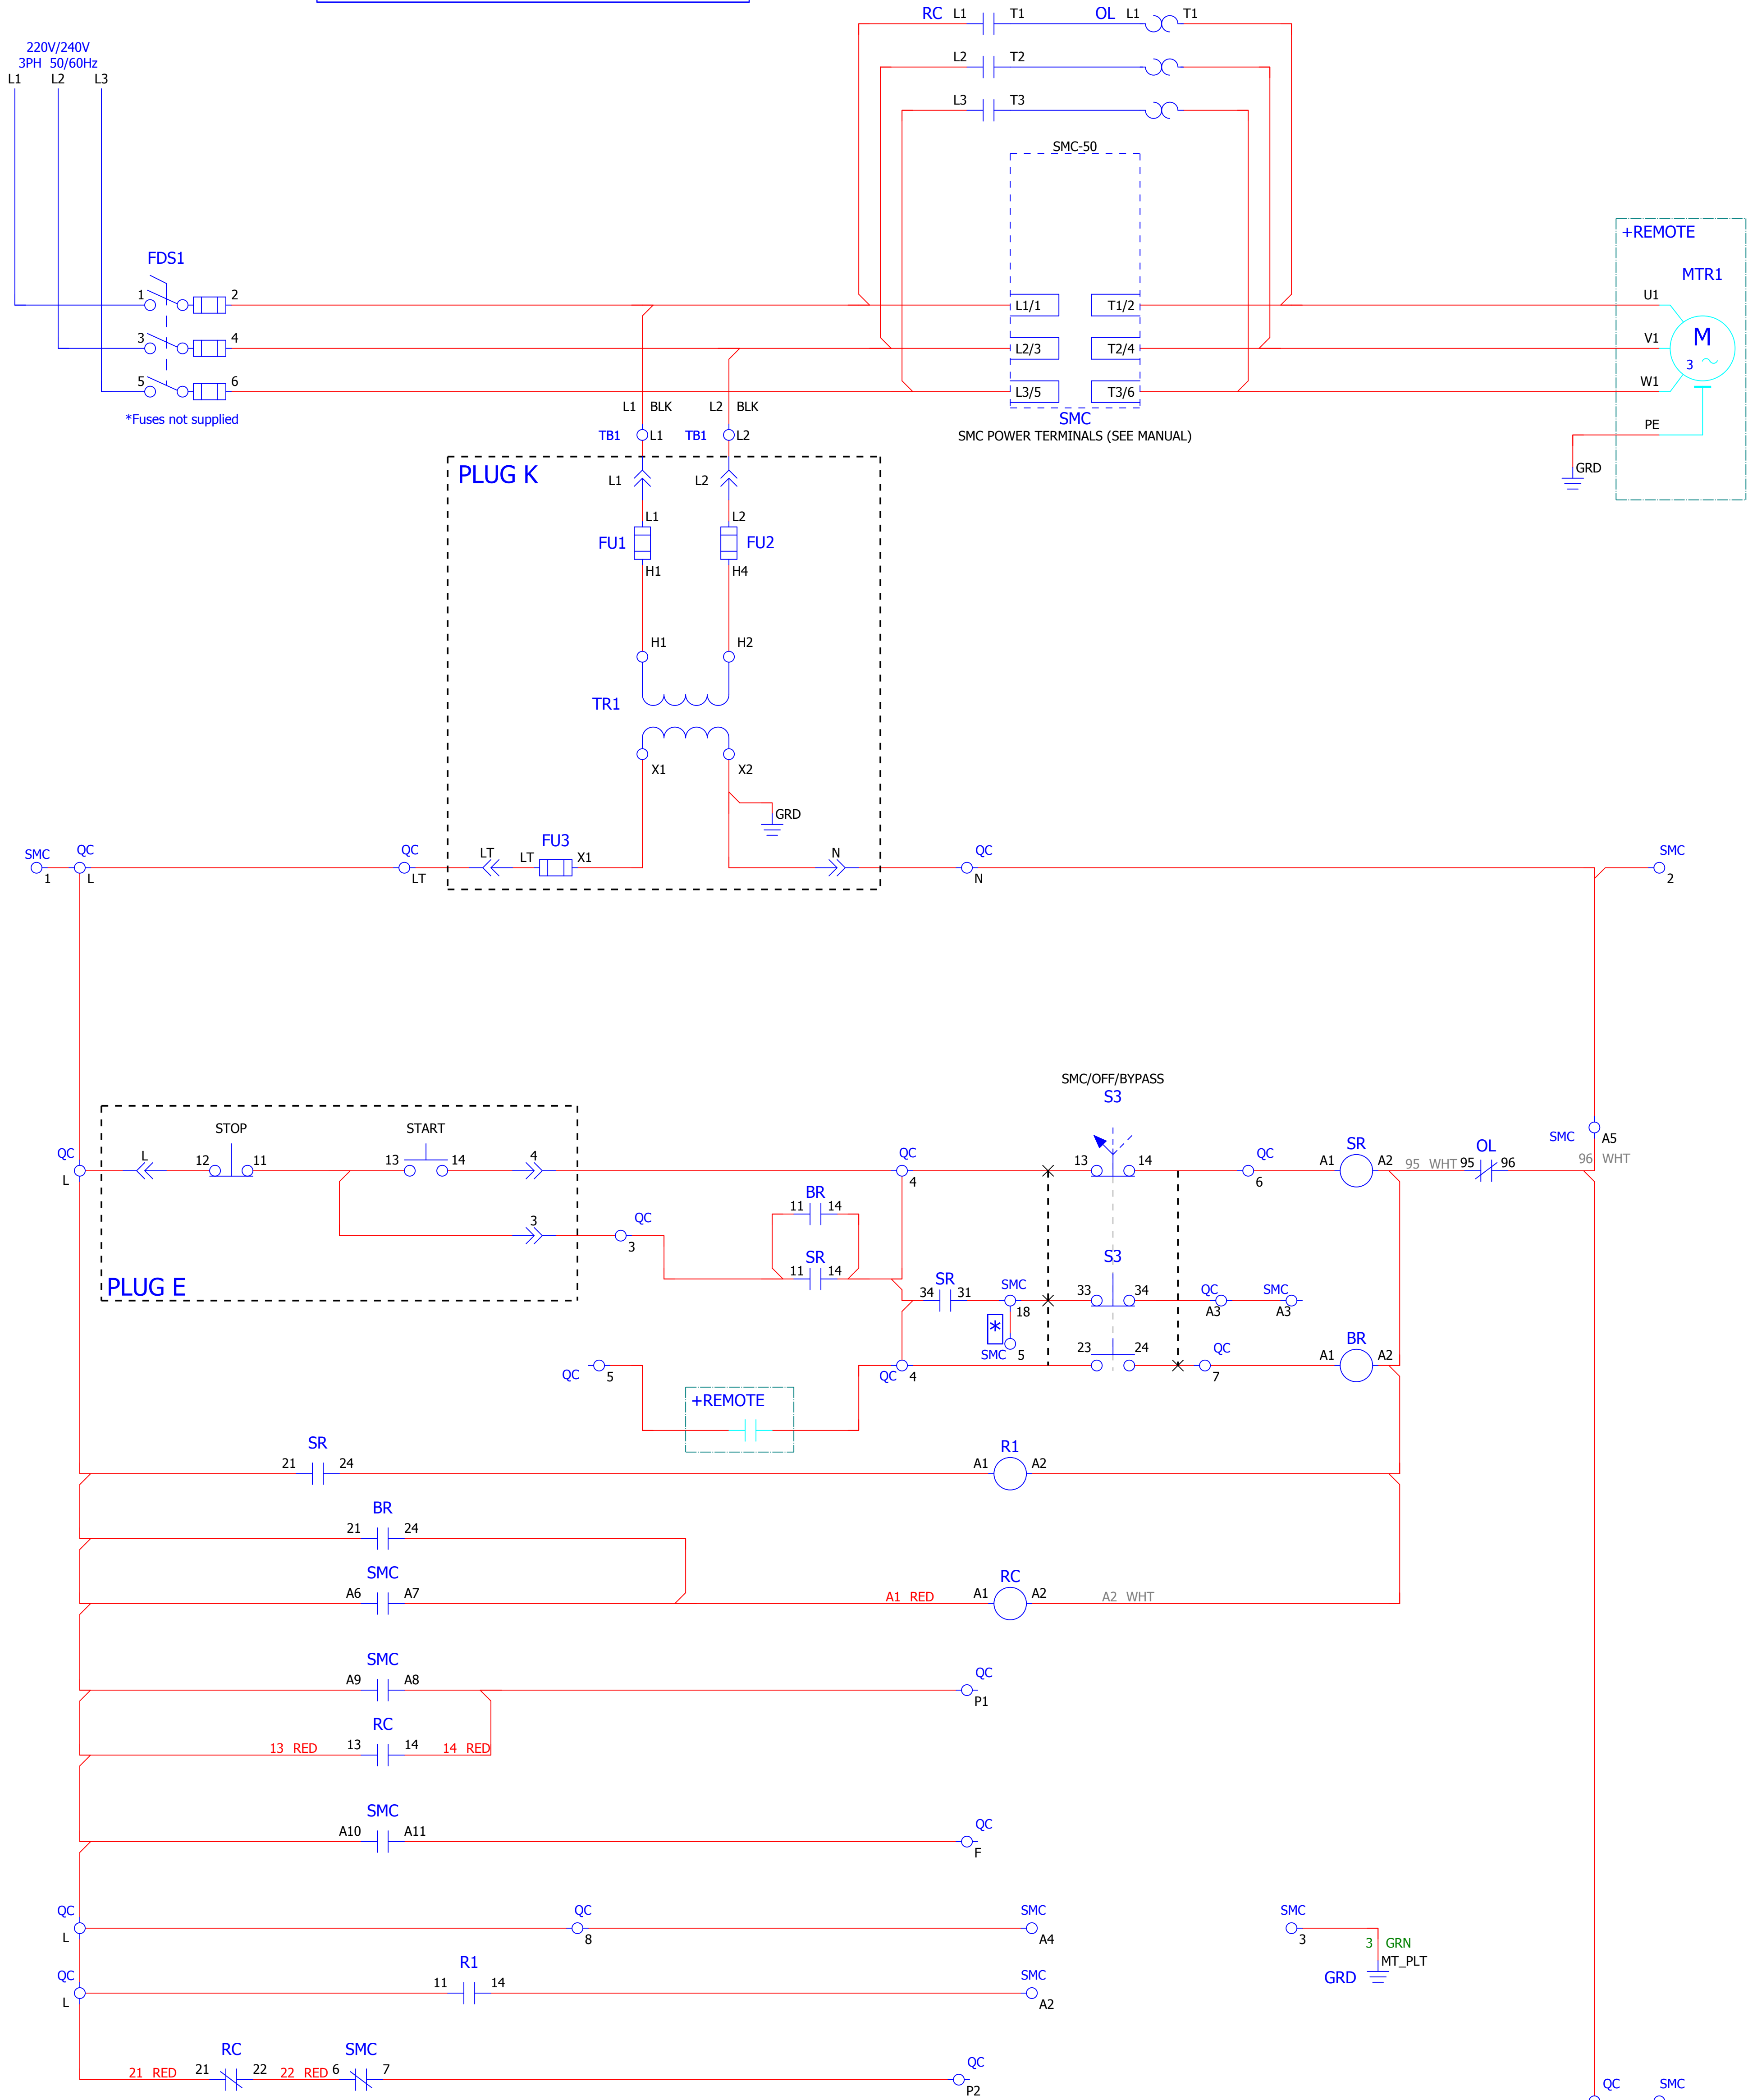 RC L1 T1 OL L1 T1
L2 T2
L3 T3
220V/240V
3PH 50/60Hz
L1 L2 L3
SMC-50
+REMOTE
MTR1
FDS1
1 2 L1/1 T1/2 U1
3 4 L2/3 T2/4 V1 M
3
5 6 L3/5 T3/6 W1
*Fuses not supplied
L1 BLK L2 BLK
SMC
PE
TB1 L1 TB1 L2
SMC POWER TERMINALS (SEE MANUAL)
GRD
PLUG K
L1 L2
L1 L2
FU1 FU2
H1 H4
H1 H2
TR1
X1 X2
GRD
SMC QC QC FU3 QC SMC
LT LT X1 N
1 L LT N 2
SMC/OFF/BYPASS
S3
STOP START
SMC A5
QC L 12 11 13 14 4 QC 13 14 QC SR A1 A2 95 WHT 95 OL 96 96 WHT
L 4 6
BR
11 14
3 QC
3
SR
11 14
S3
PLUG E
SR
34 31 SMC 33 34 QC SMC
18 A3 A3
*
SMC 5
BR
23 24 QC A1 A2
QC 5 QC 4 7
+REMOTE
SR R1
21 24 A1 A2
BR
21 24
SMC RC
A6 A7 A1 RED A1 A2 A2 WHT
SMC QC
A9 A8 P1
RC
13 RED 13 14 14 RED
SMC QC
A10 A11 F
QC QC SMC SMC
L 8 A4 3
3 GRN
MT_PLT
GRD
QC R1 SMC
L 11 14 A2
RC SMC QC
21 RED 21 22 22 RED 6 7 P2
QC SMC